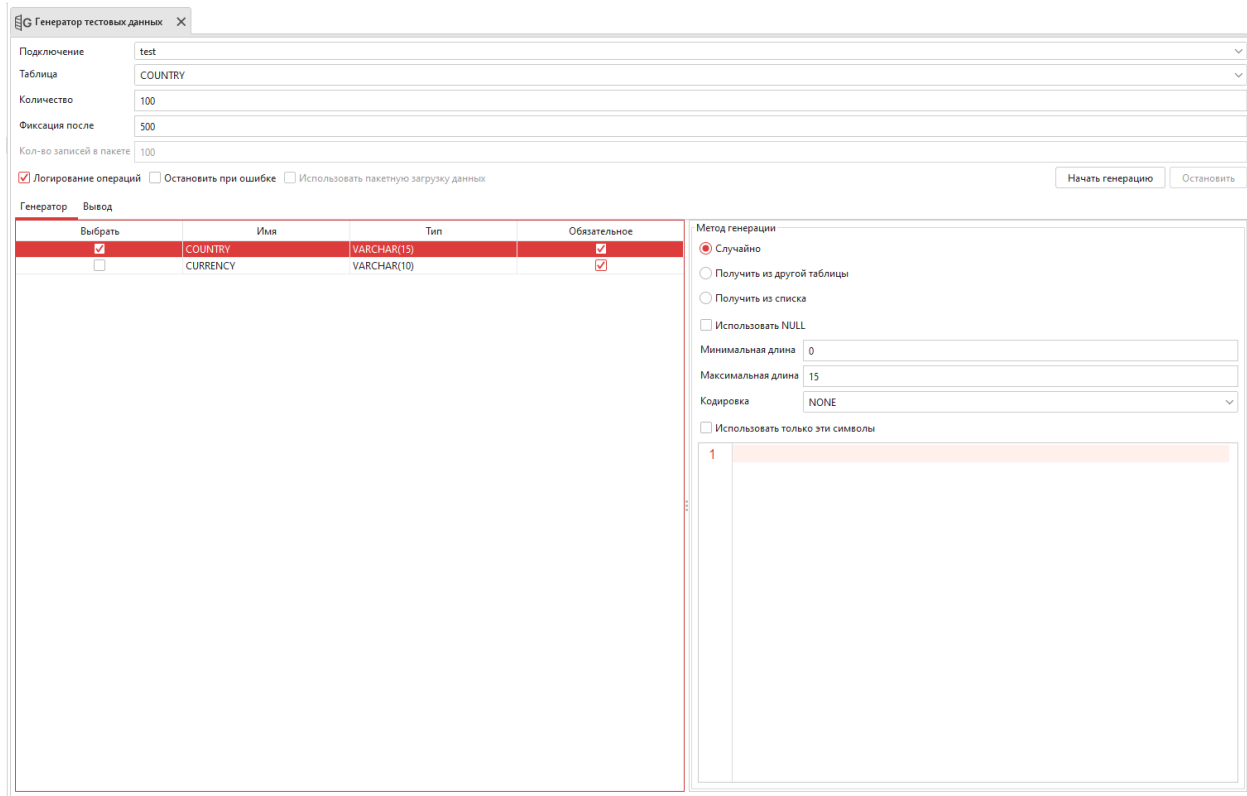 Генератор тестовых данных
Подключение test
Таблица COUNTRY
Количество 100
Фиксация после 500
Кол-во записей в пакете 100
Логирование операций Остановить при ошибке Использовать пакетную загрузку данных Начать генерацию Остановить
Генератор Вывод
Выбрать Имя Тип Обязательное
COUNTRY VARCHAR(15)
CURRENCY VARCHAR(10)
Метод генерации
Случайно
Получить из другой таблицы
Получить из списка
Использовать NULL
Минимальная длина 0
Максимальная длина 15
Кодировка NONE
Использовать только эти символы
1